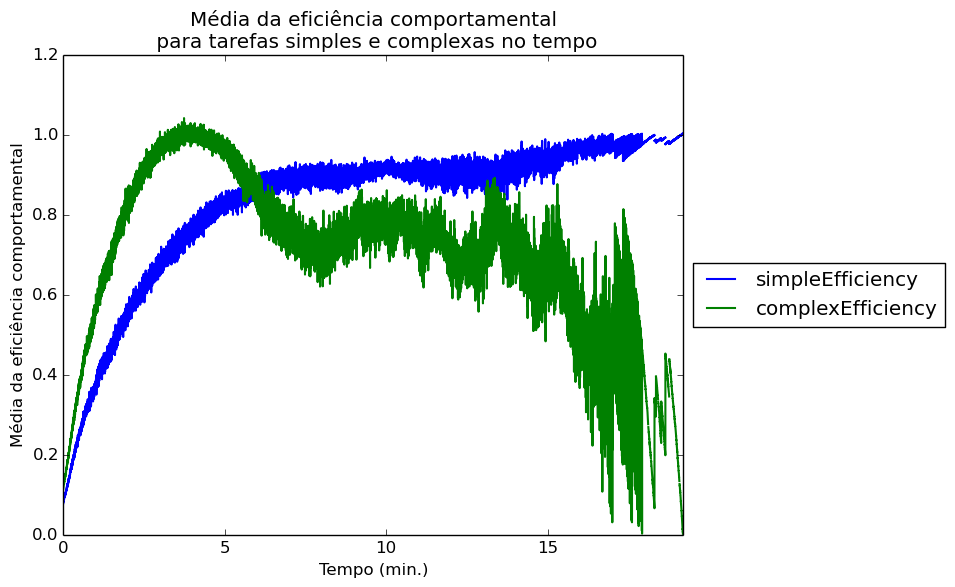 Média da eficiência comportamental
para tarefas simples e complexas no tempo
1.2
1.0
0.8
0.6
0.4
0.2
0.0
Média da eficiência comportamental
0
5
10
15
Tempo (min.)
simpleEfficiency
complexEfficiency